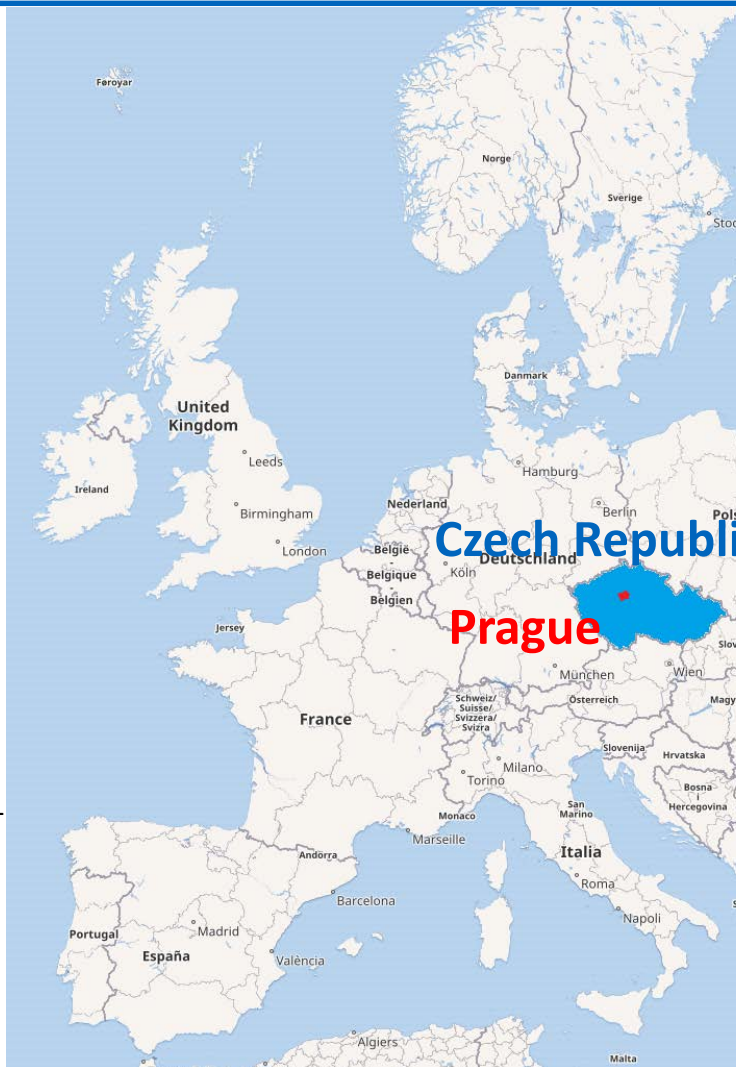 Føroyar
Norge
Sverige
Stoc
Danmark
United
Kingdom
Leeds
Hamburg
Ireland
Birmingham
Nederland
Berlin
Pols
London
België
Belgique
Belgien
Czech Republi
Deutschland
Köln
Prague
Jersey
Slov
München
Wien
Schweiz/
Suisse/
Svizzera/
Svizra
Österreich
Magy
France
Slovenija
Hrvatska
Milano
Torino
Bosna
i
Hercegovina
San
Marino
Monaco
Marseille
Andorra
Italia
Roma
Barcelona
Napoli
Portugal
Madrid
España
València
Algiers
Malta